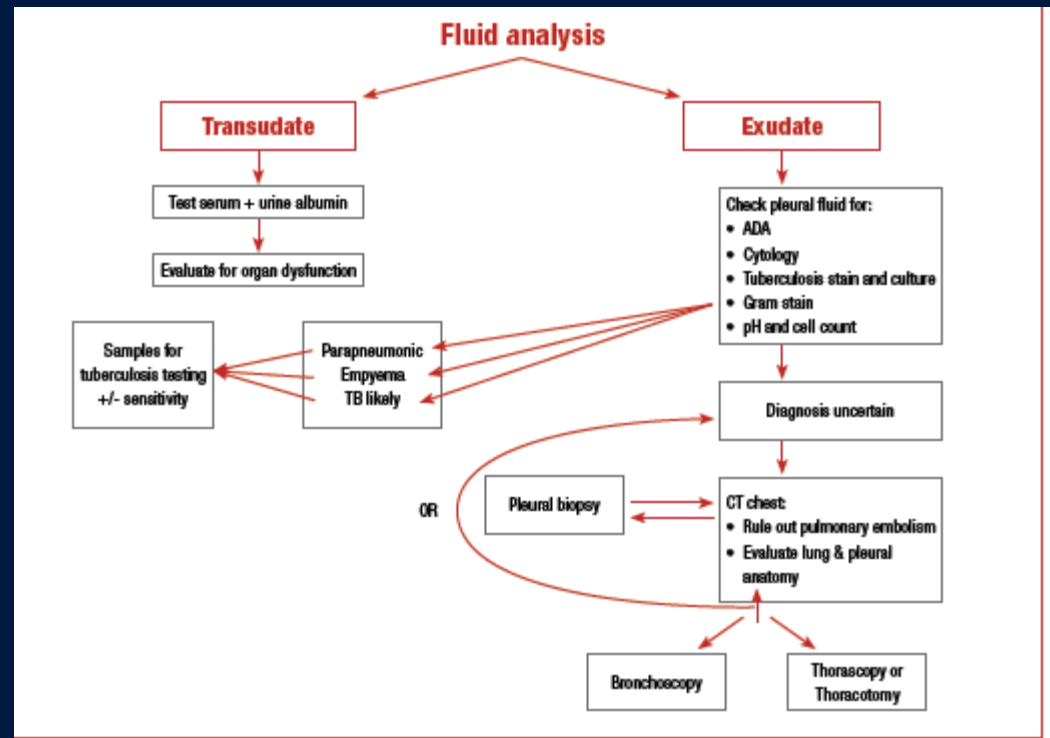 Fluid analysis
Transudate
Exudate
Test serum + urine albumin
Evaluate for organ dysfunction
Check pleural fluid for:
• ADA
• Cytology
• Tuberculosis stain and culture
• Gram stain
• pH and cell count
Samples for
tuberculosis testing
+/- sensitivity
Parapneumonic
Empyema
TB likely
Diagnosis uncertain
OR
Pleural biopsy
CT chest:
• Rule out pulmonary embolism
• Evaluate lung & pleural
anatomy
Bronchoscopy
Thorascopy or
Thoracotomy